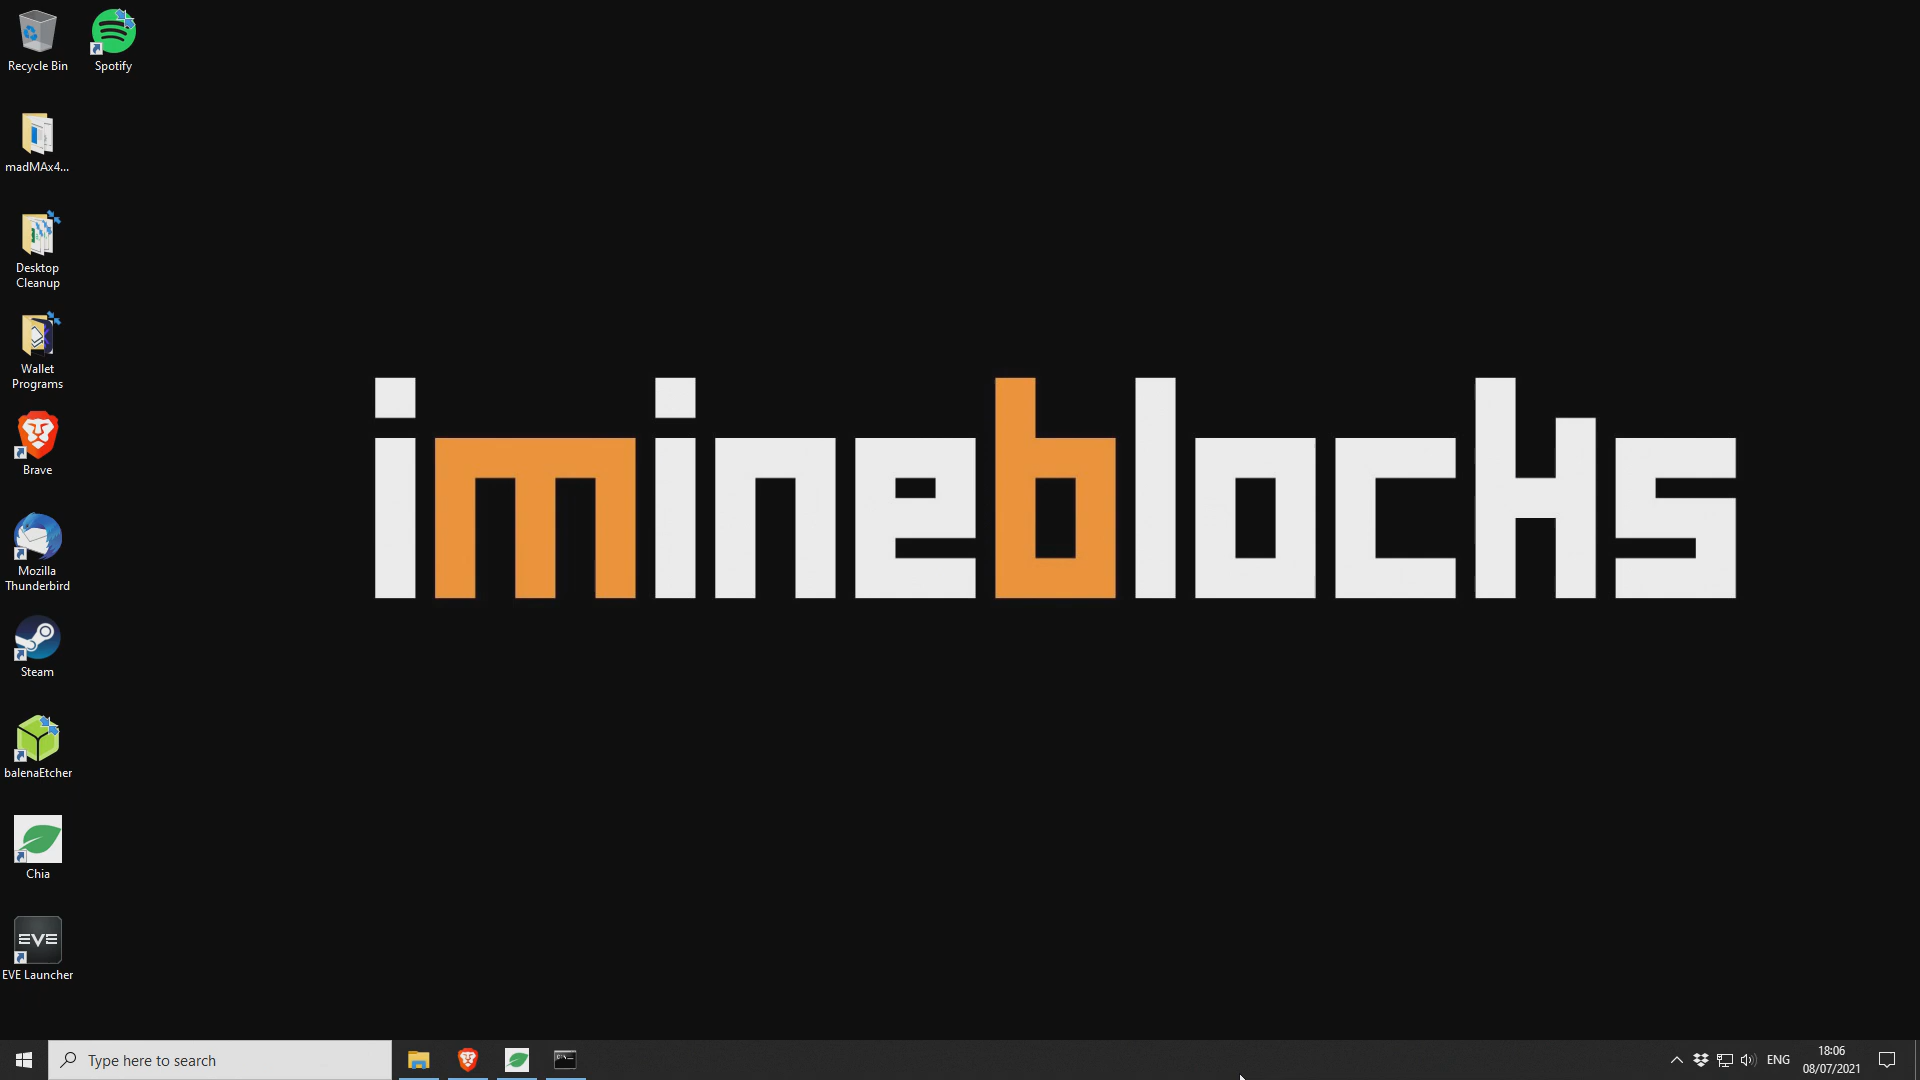 Recycle Bin
Spotify
madMAx4...
Desktop
Cleanup
Wallet
Programs
Brave
Mozilla
Thunderbird
Steam
balenaEtcher
Chia
EVE
EVE Launcher
imineblocks
Type here to search
ENG
18:06
08/07/2021